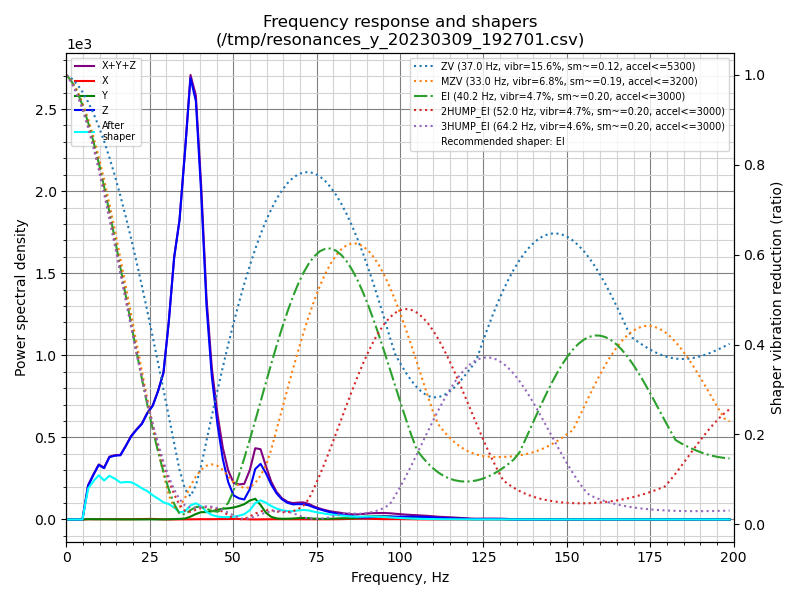 Frequency response and shapers
(/tmp/resonances_y_20230309_192701.csv)
1e3
X+Y+Z
X
Y
Z
After
shaper
ZV (37.0 Hz, vibr=15.6%, sm~=0.12, accel<=5300)
MZV (33.0 Hz, vibr=6.8%, sm~=0.19, accel<=3200)
EI (40.2 Hz, vibr=4.7%, sm~=0.20, accel<=3000)
2HUMP_EI (52.0 Hz, vibr=4.7%, sm~=0.20, accel<=3000)
3HUMP_EI (64.2 Hz, vibr=4.6%, sm~=0.20, accel<=3000)
Recommended shaper: EI
2.5
2.0
1.5
1.0
0.5
0.0
Power spectral density
1.0
0.8
0.6
0.4
0.2
0.0
Shaper vibration reduction (ratio)
0 25 50 75 100 125 150 175 200
Frequency, Hz